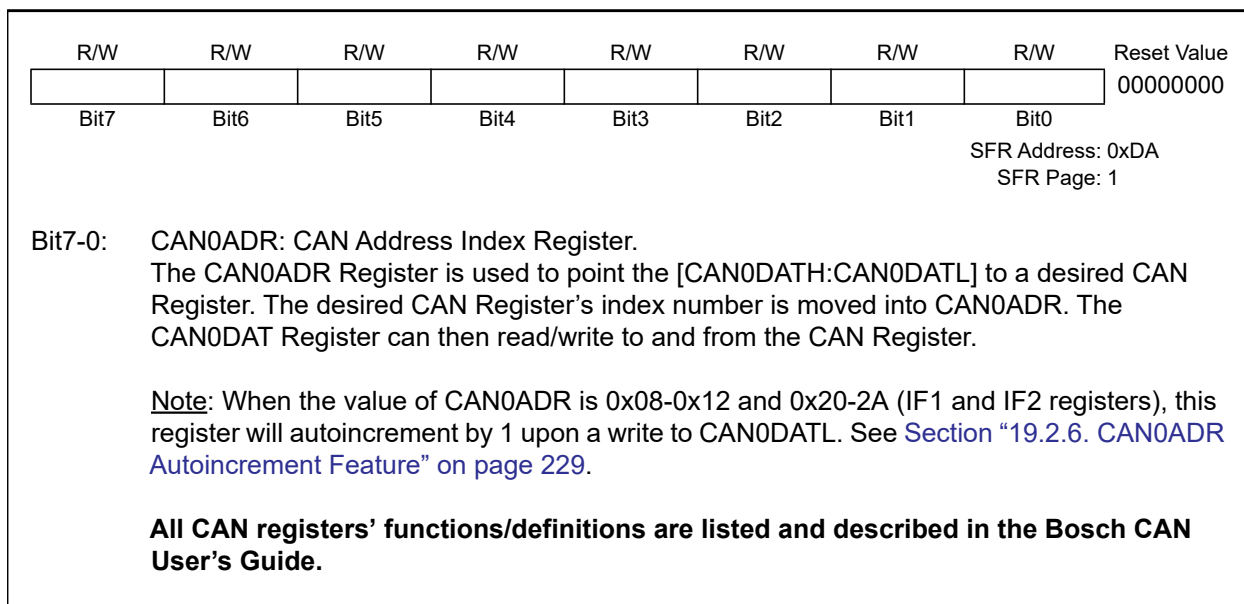 R/W R/W R/W R/W R/W R/W R/W R/W Reset Value
00000000
Bit7 Bit6 Bit5 Bit4 Bit3 Bit2 Bit1 Bit0
SFR Address: 0xDA
SFR Page: 1
Bit7-0: CAN0ADR: CAN Address Index Register.
The CAN0ADR Register is used to point the [CAN0DATH:CAN0DATL] to a desired CAN
Register. The desired CAN Register’s index number is moved into CAN0ADR. The
CAN0DAT Register can then read/write to and from the CAN Register.
Note: When the value of CAN0ADR is 0x08-0x12 and 0x20-2A (IF1 and IF2 registers), this
register will autoincrement by 1 upon a write to CAN0DATL. See Section “19.2.6. CAN0ADR
Autoincrement Feature” on page 229.
All CAN registers’ functions/definitions are listed and described in the Bosch CAN
User’s Guide.